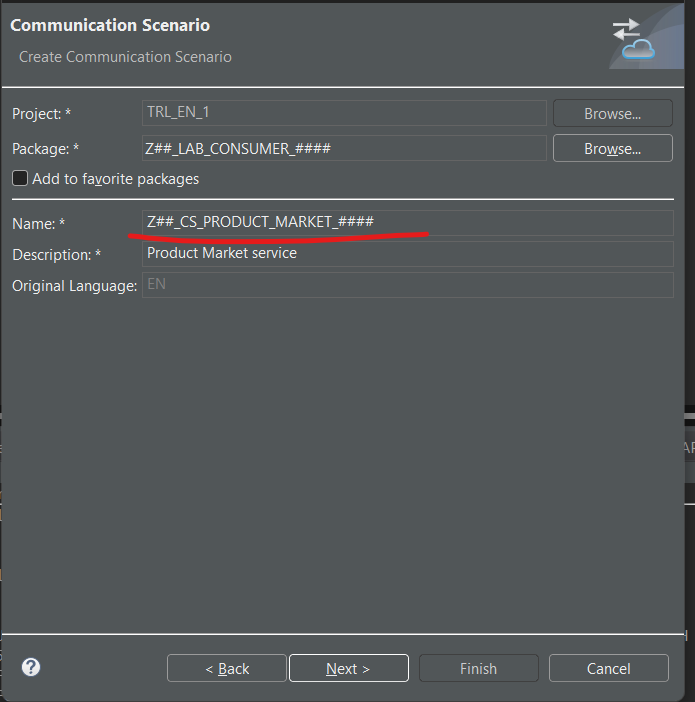 Communication Scenario
Create Communication Scenario
Project: * TRL_EN_1 Browse...
Package: * Z##_LAB_CONSUMER_#### Browse...
Add to favorite packages
Name: * Z##_CS_PRODUCT_MARKET_####
Description: * Product Market service
Original Language: EN
? < Back Next > Finish Cancel